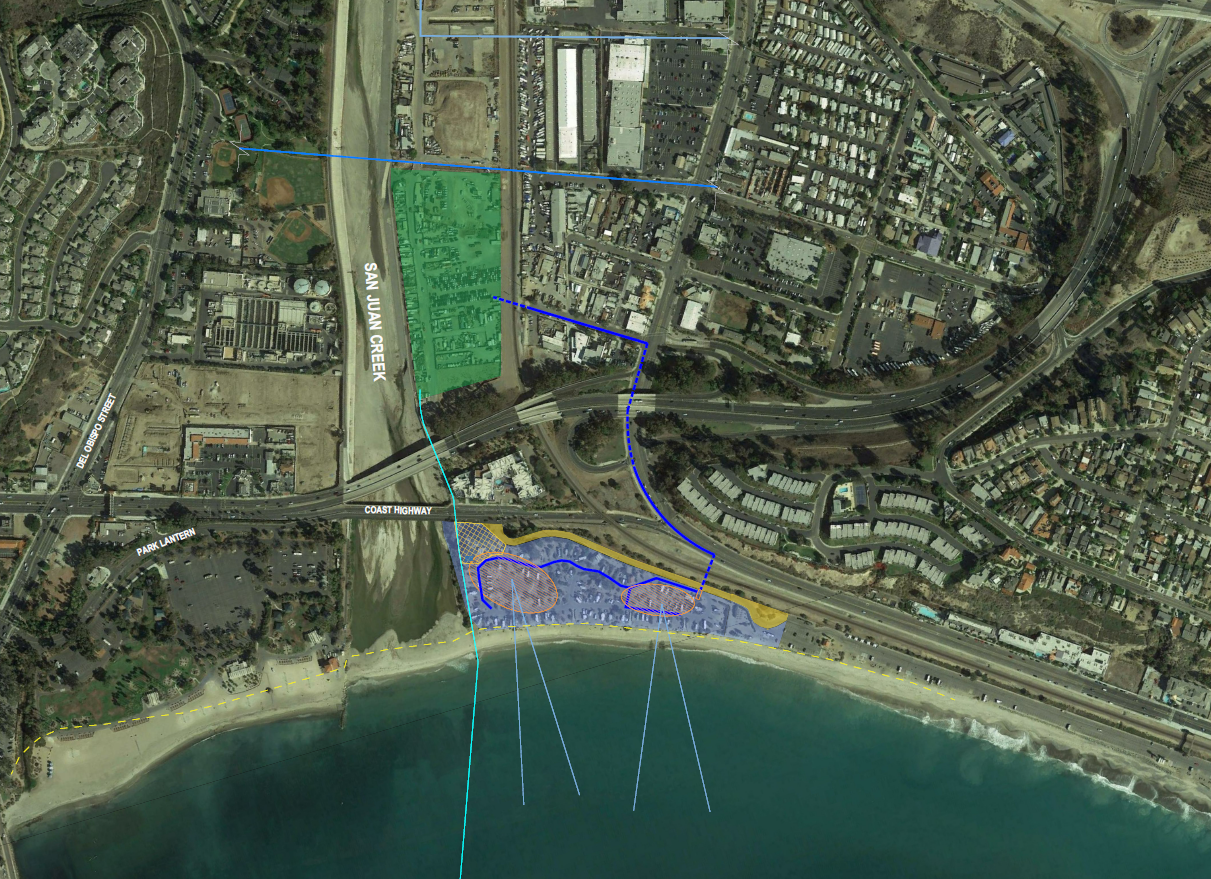 SAN JUAN CREEK
DEL OBISPO STREET
COAST HIGHWAY
PARK LANTERN